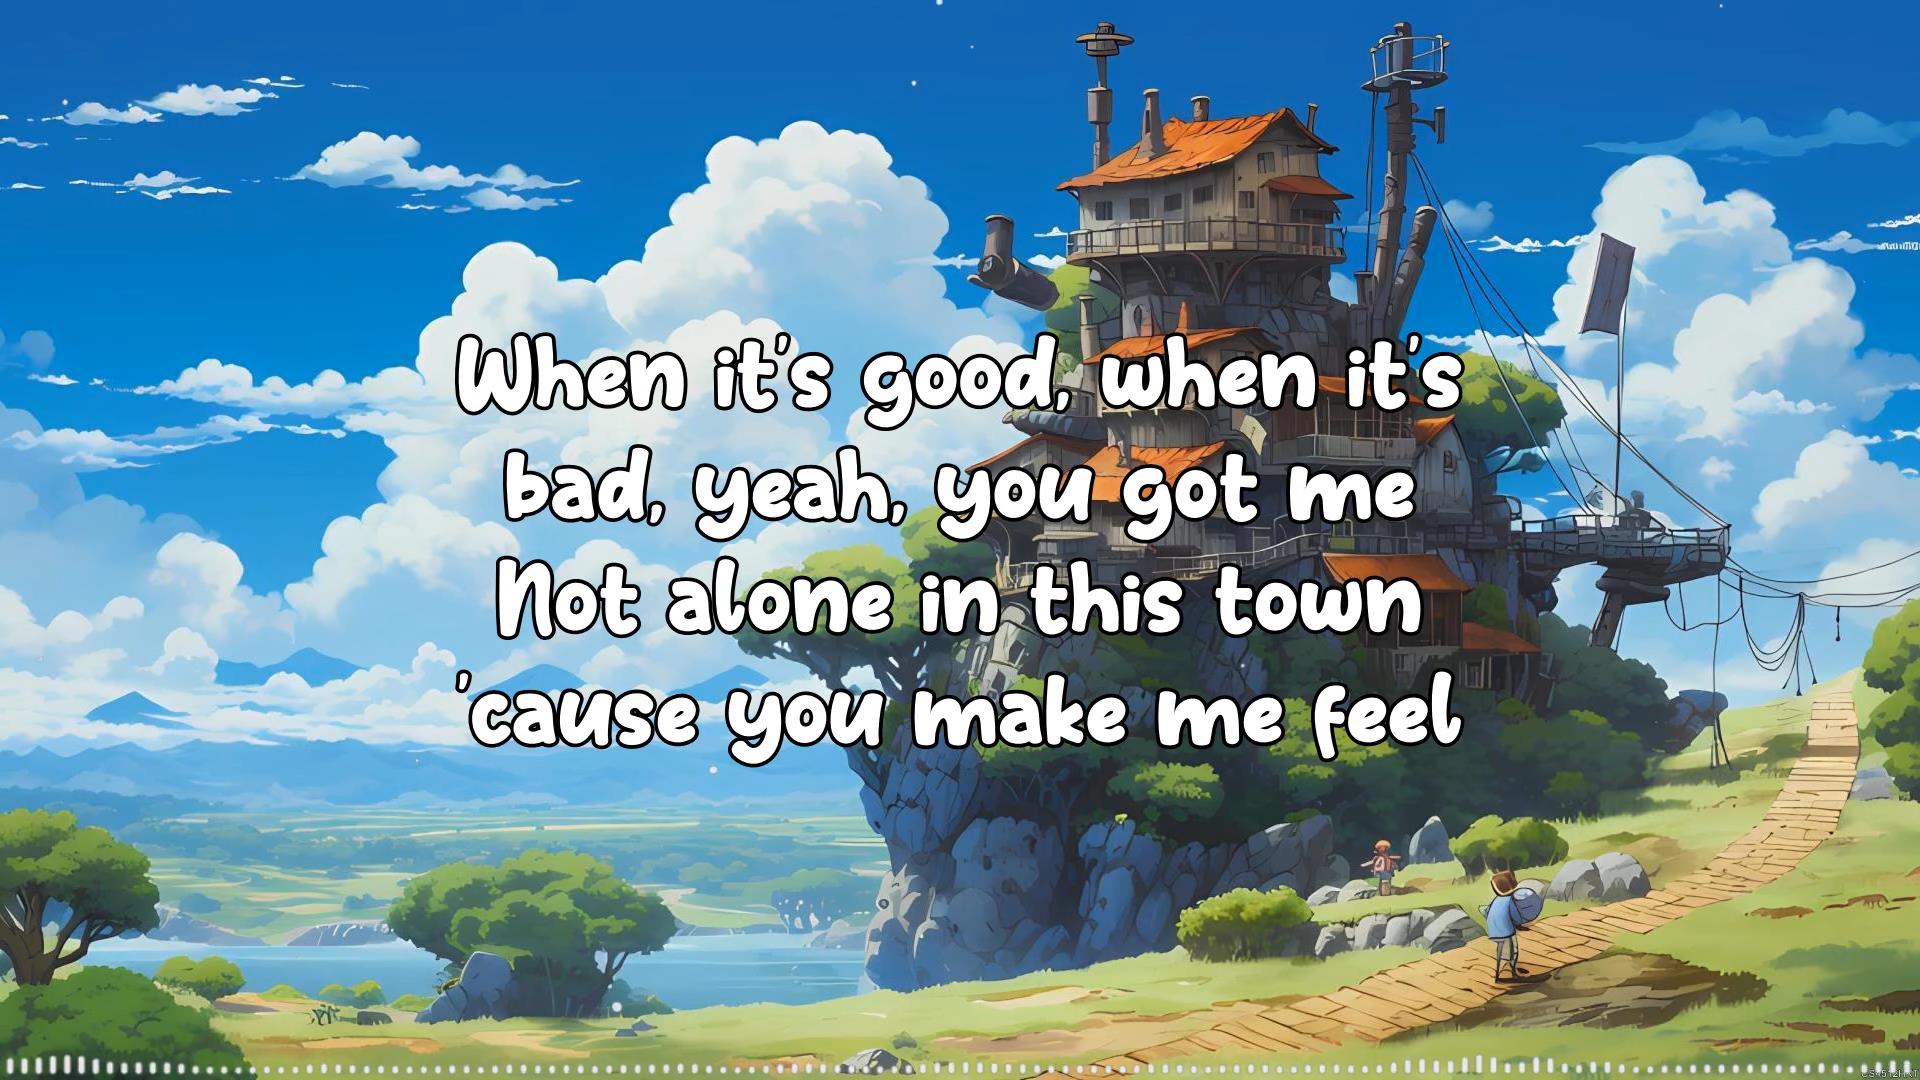 When it's good, when it's
bad, yeah, you got me
Not alone in this town
'cause you make me feel